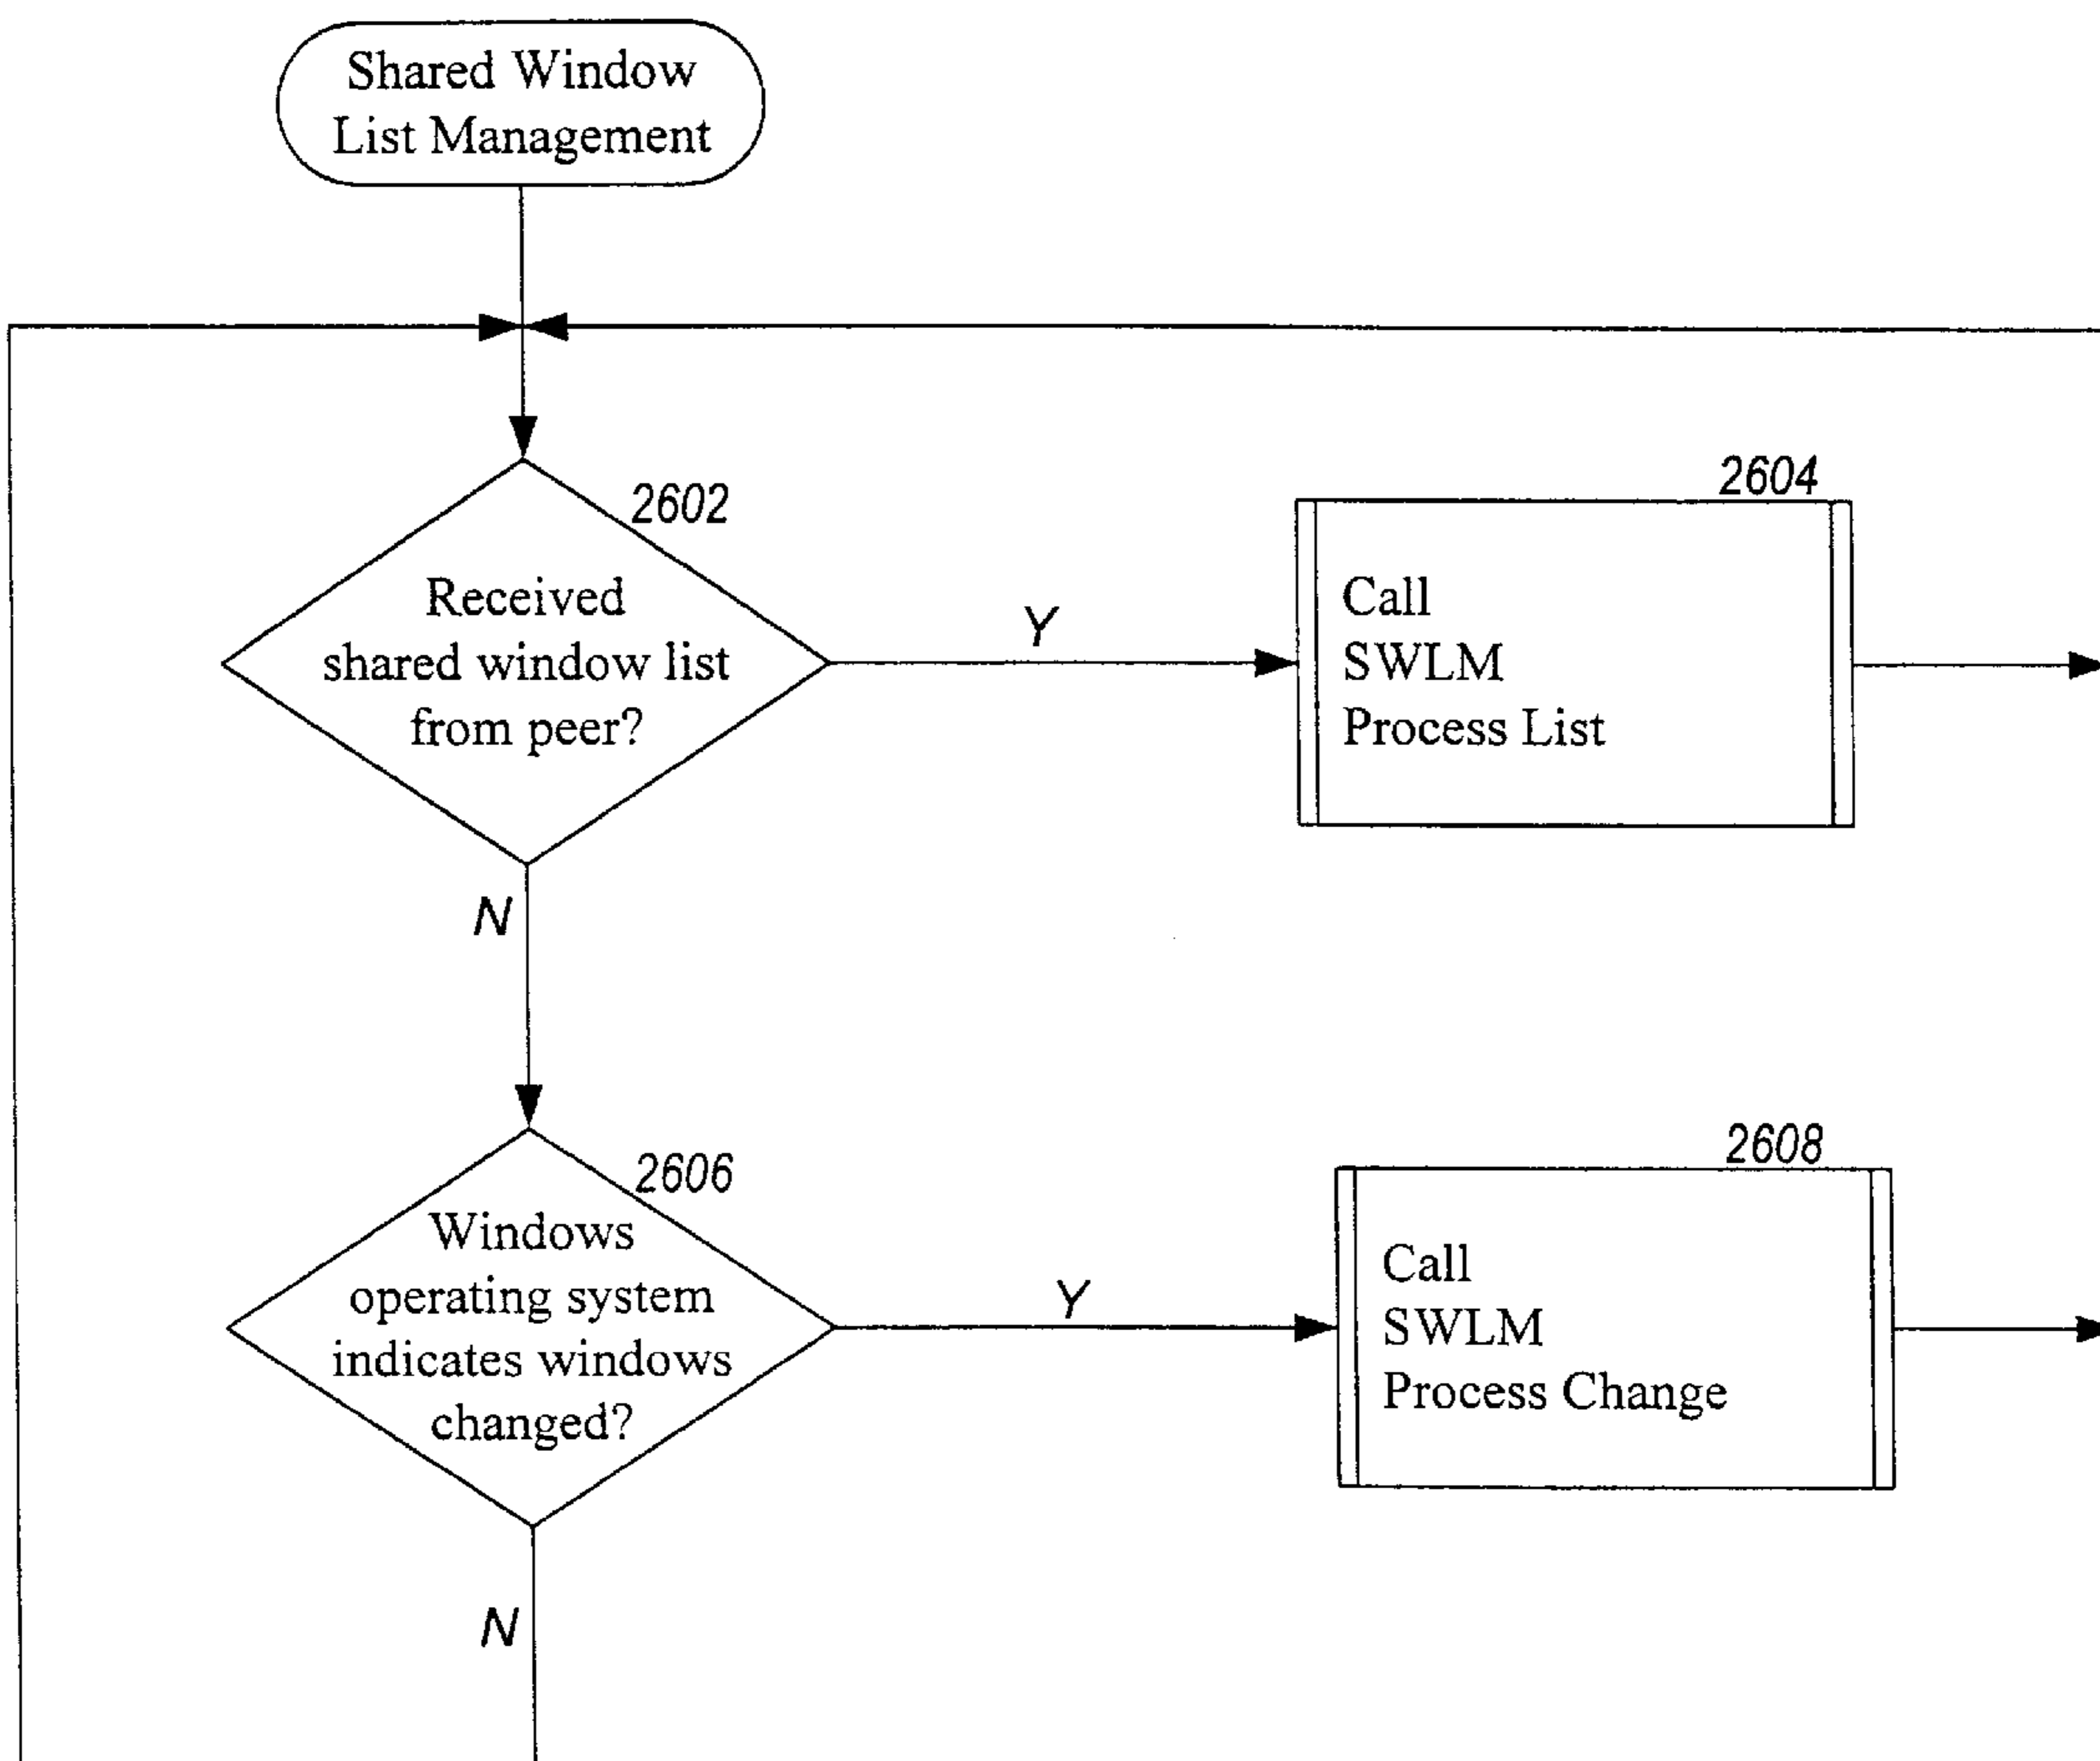 Shared Window
List Management
2602
Received
shared window list
from peer?
Y
2604
Call
SWLM
Process List
N
2606
Windows
operating system
indicates windows
changed?
Y
2608
Call
SWLM
Process Change
N